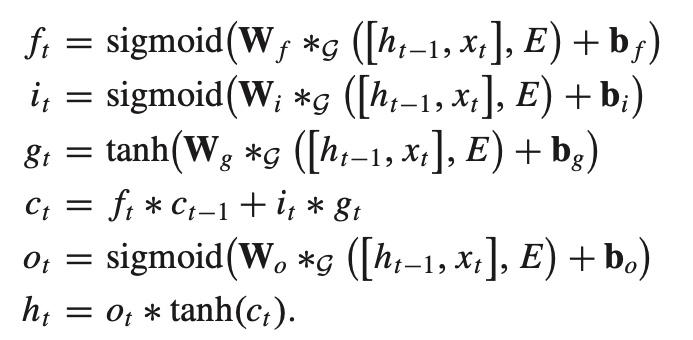 f_t = sigmoid(W_f *_𝒢 ([h_{t−1}, x_t], E) + b_f)
i_t = sigmoid(W_i *_𝒢 ([h_{t−1}, x_t], E) + b_i)
g_t = tanh(W_g *_𝒢 ([h_{t−1}, x_t], E) + b_g)
c_t = f_t * c_{t−1} + i_t * g_t
o_t = sigmoid(W_o *_𝒢 ([h_{t−1}, x_t], E) + b_o)
h_t = o_t * tanh(c_t).